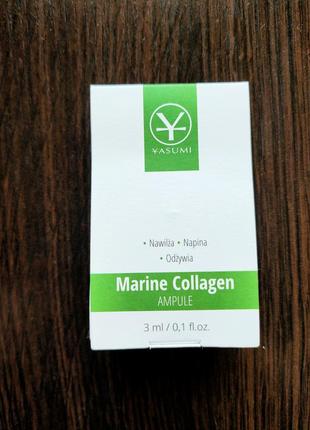 YASUMI
• Nawilża • Napina
• Odżywia
Marine Collagen
AMPULE
3 ml / 0,1 fl.oz.